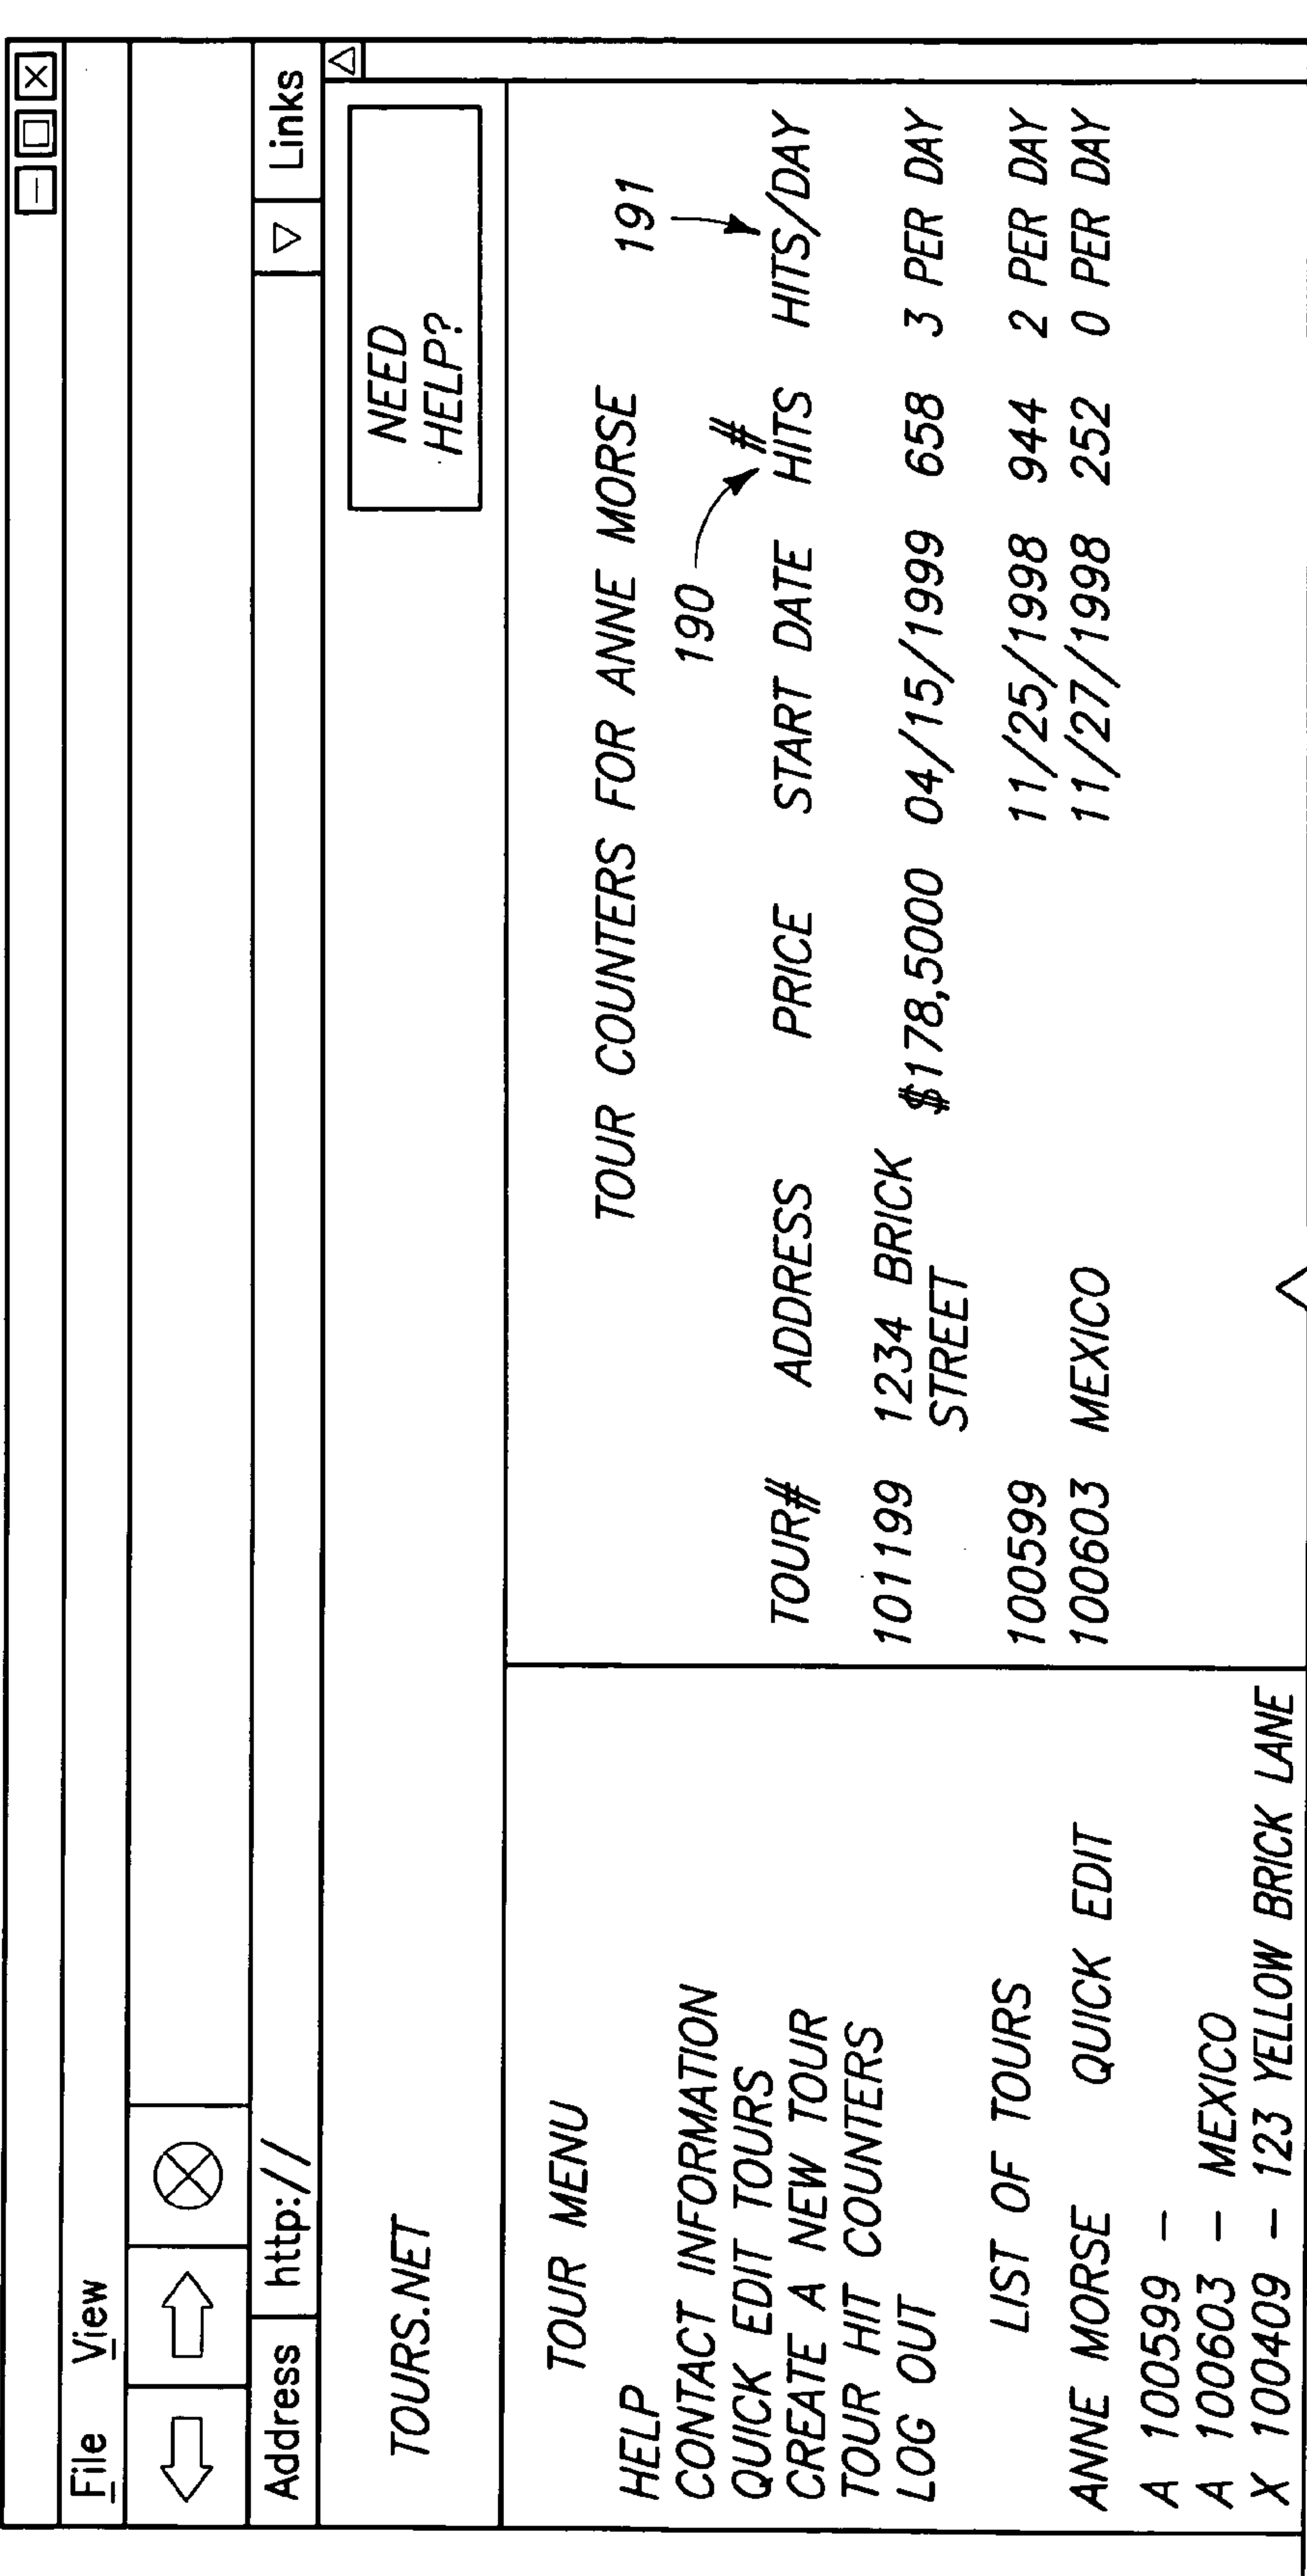 File View
Address http:// Links
TOURS.NET
NEED
HELP?
TOUR MENU
HELP
CONTACT INFORMATION
QUICK EDIT TOURS
CREATE A NEW TOUR
TOUR HIT COUNTERS
LOG OUT
LIST OF TOURS
ANNE MORSE QUICK EDIT
A 100599 –
A 100603 – MEXICO
X 100409 – 123 YELLOW BRICK LANE
TOUR COUNTERS FOR ANNE MORSE
190 191
#
TOUR# ADDRESS PRICE START DATE HITS HITS/DAY
101199 1234 BRICK $178,5000 04/15/1999 658 3 PER DAY
STREET
100599 11/25/1998 944 2 PER DAY
100603 MEXICO 11/27/1998 252 0 PER DAY